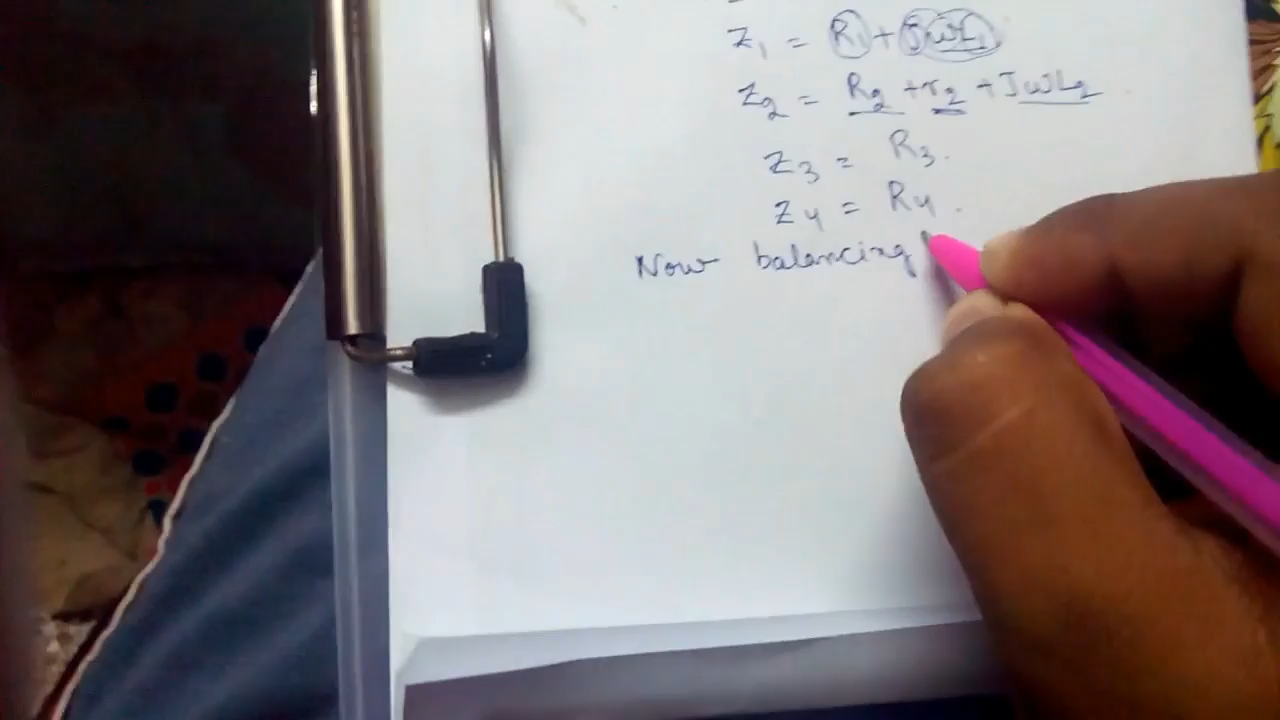 Z1 = R1 + JωL1
Z2 = R2 + r2 + JωL2
Z3 = R3.
Z4 = R4.
Now balancing